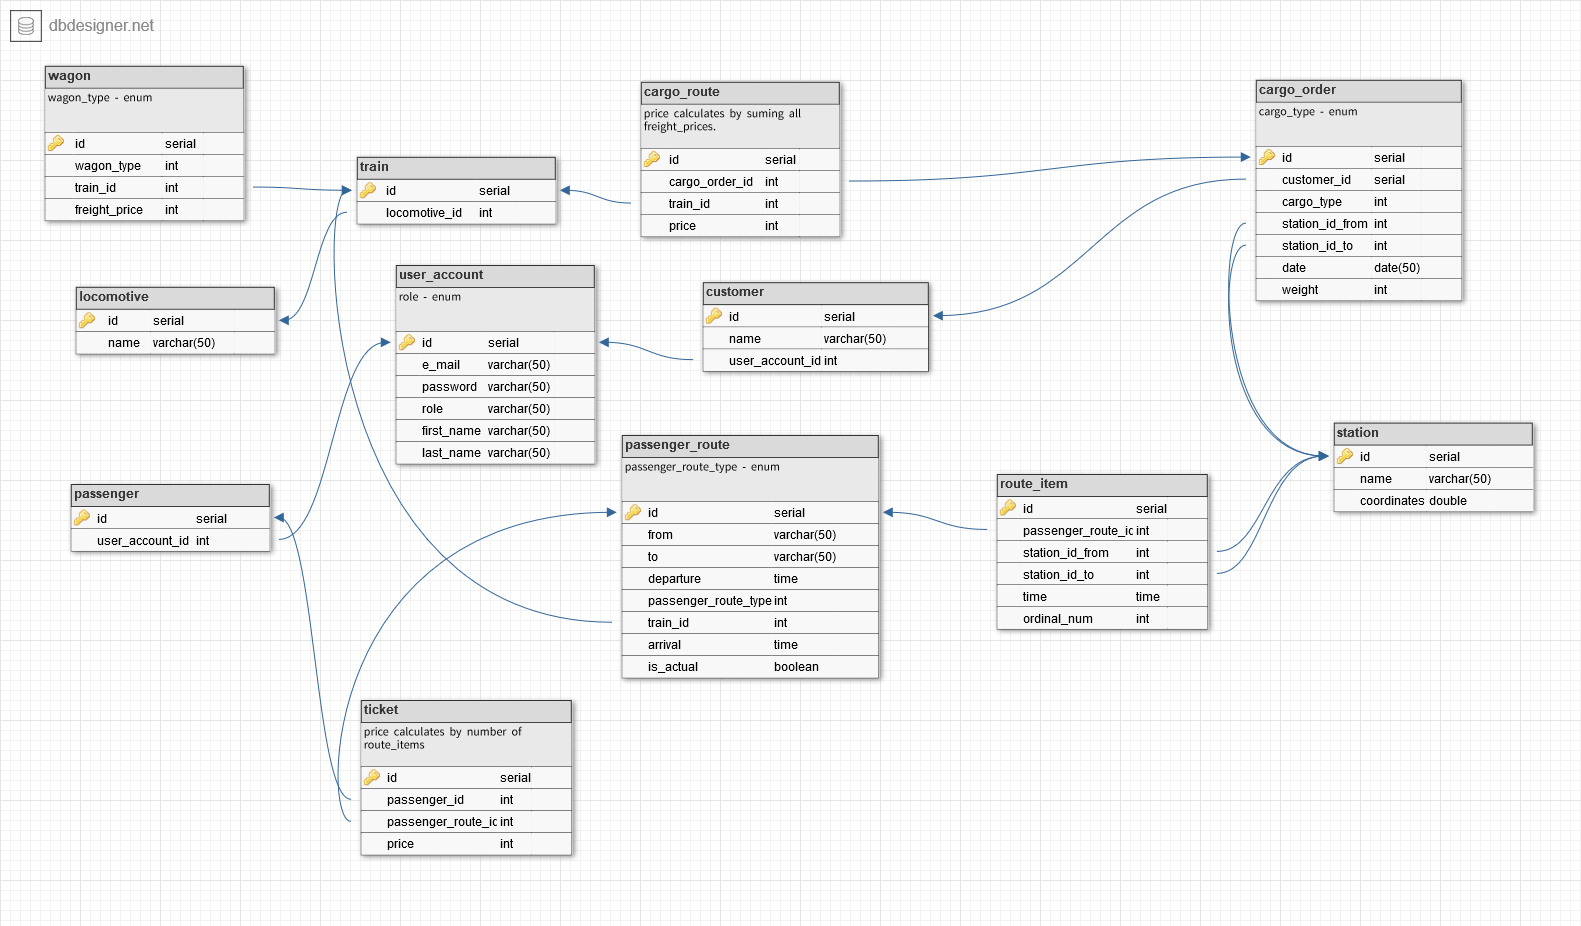 dbdesigner.net
wagon
wagon_type - enum
id serial
wagon_type int
train_id int
freight_price int
train
id serial
locomotive_id int
cargo_route
price calculates by suming all
freight_prices.
id serial
cargo_order_id int
train_id int
price int
cargo_order
cargo_type - enum
id serial
customer_id serial
cargo_type int
station_id_from int
station_id_to int
date date(50)
weight int
locomotive
id serial
name varchar(50)
user_account
role - enum
id serial
e_mail varchar(50)
password varchar(50)
role varchar(50)
first_name varchar(50)
last_name varchar(50)
customer
id serial
name varchar(50)
user_account_id int
passenger
id serial
user_account_id int
passenger_route
passenger_route_type - enum
id serial
from varchar(50)
to varchar(50)
departure time
passenger_route_type int
train_id int
arrival time
is_actual boolean
route_item
id serial
passenger_route_ic int
station_id_from int
station_id_to int
time time
ordinal_num int
station
id serial
name varchar(50)
coordinates double
ticket
price calculates by number of
route_items
id serial
passenger_id int
passenger_route_ic int
price int